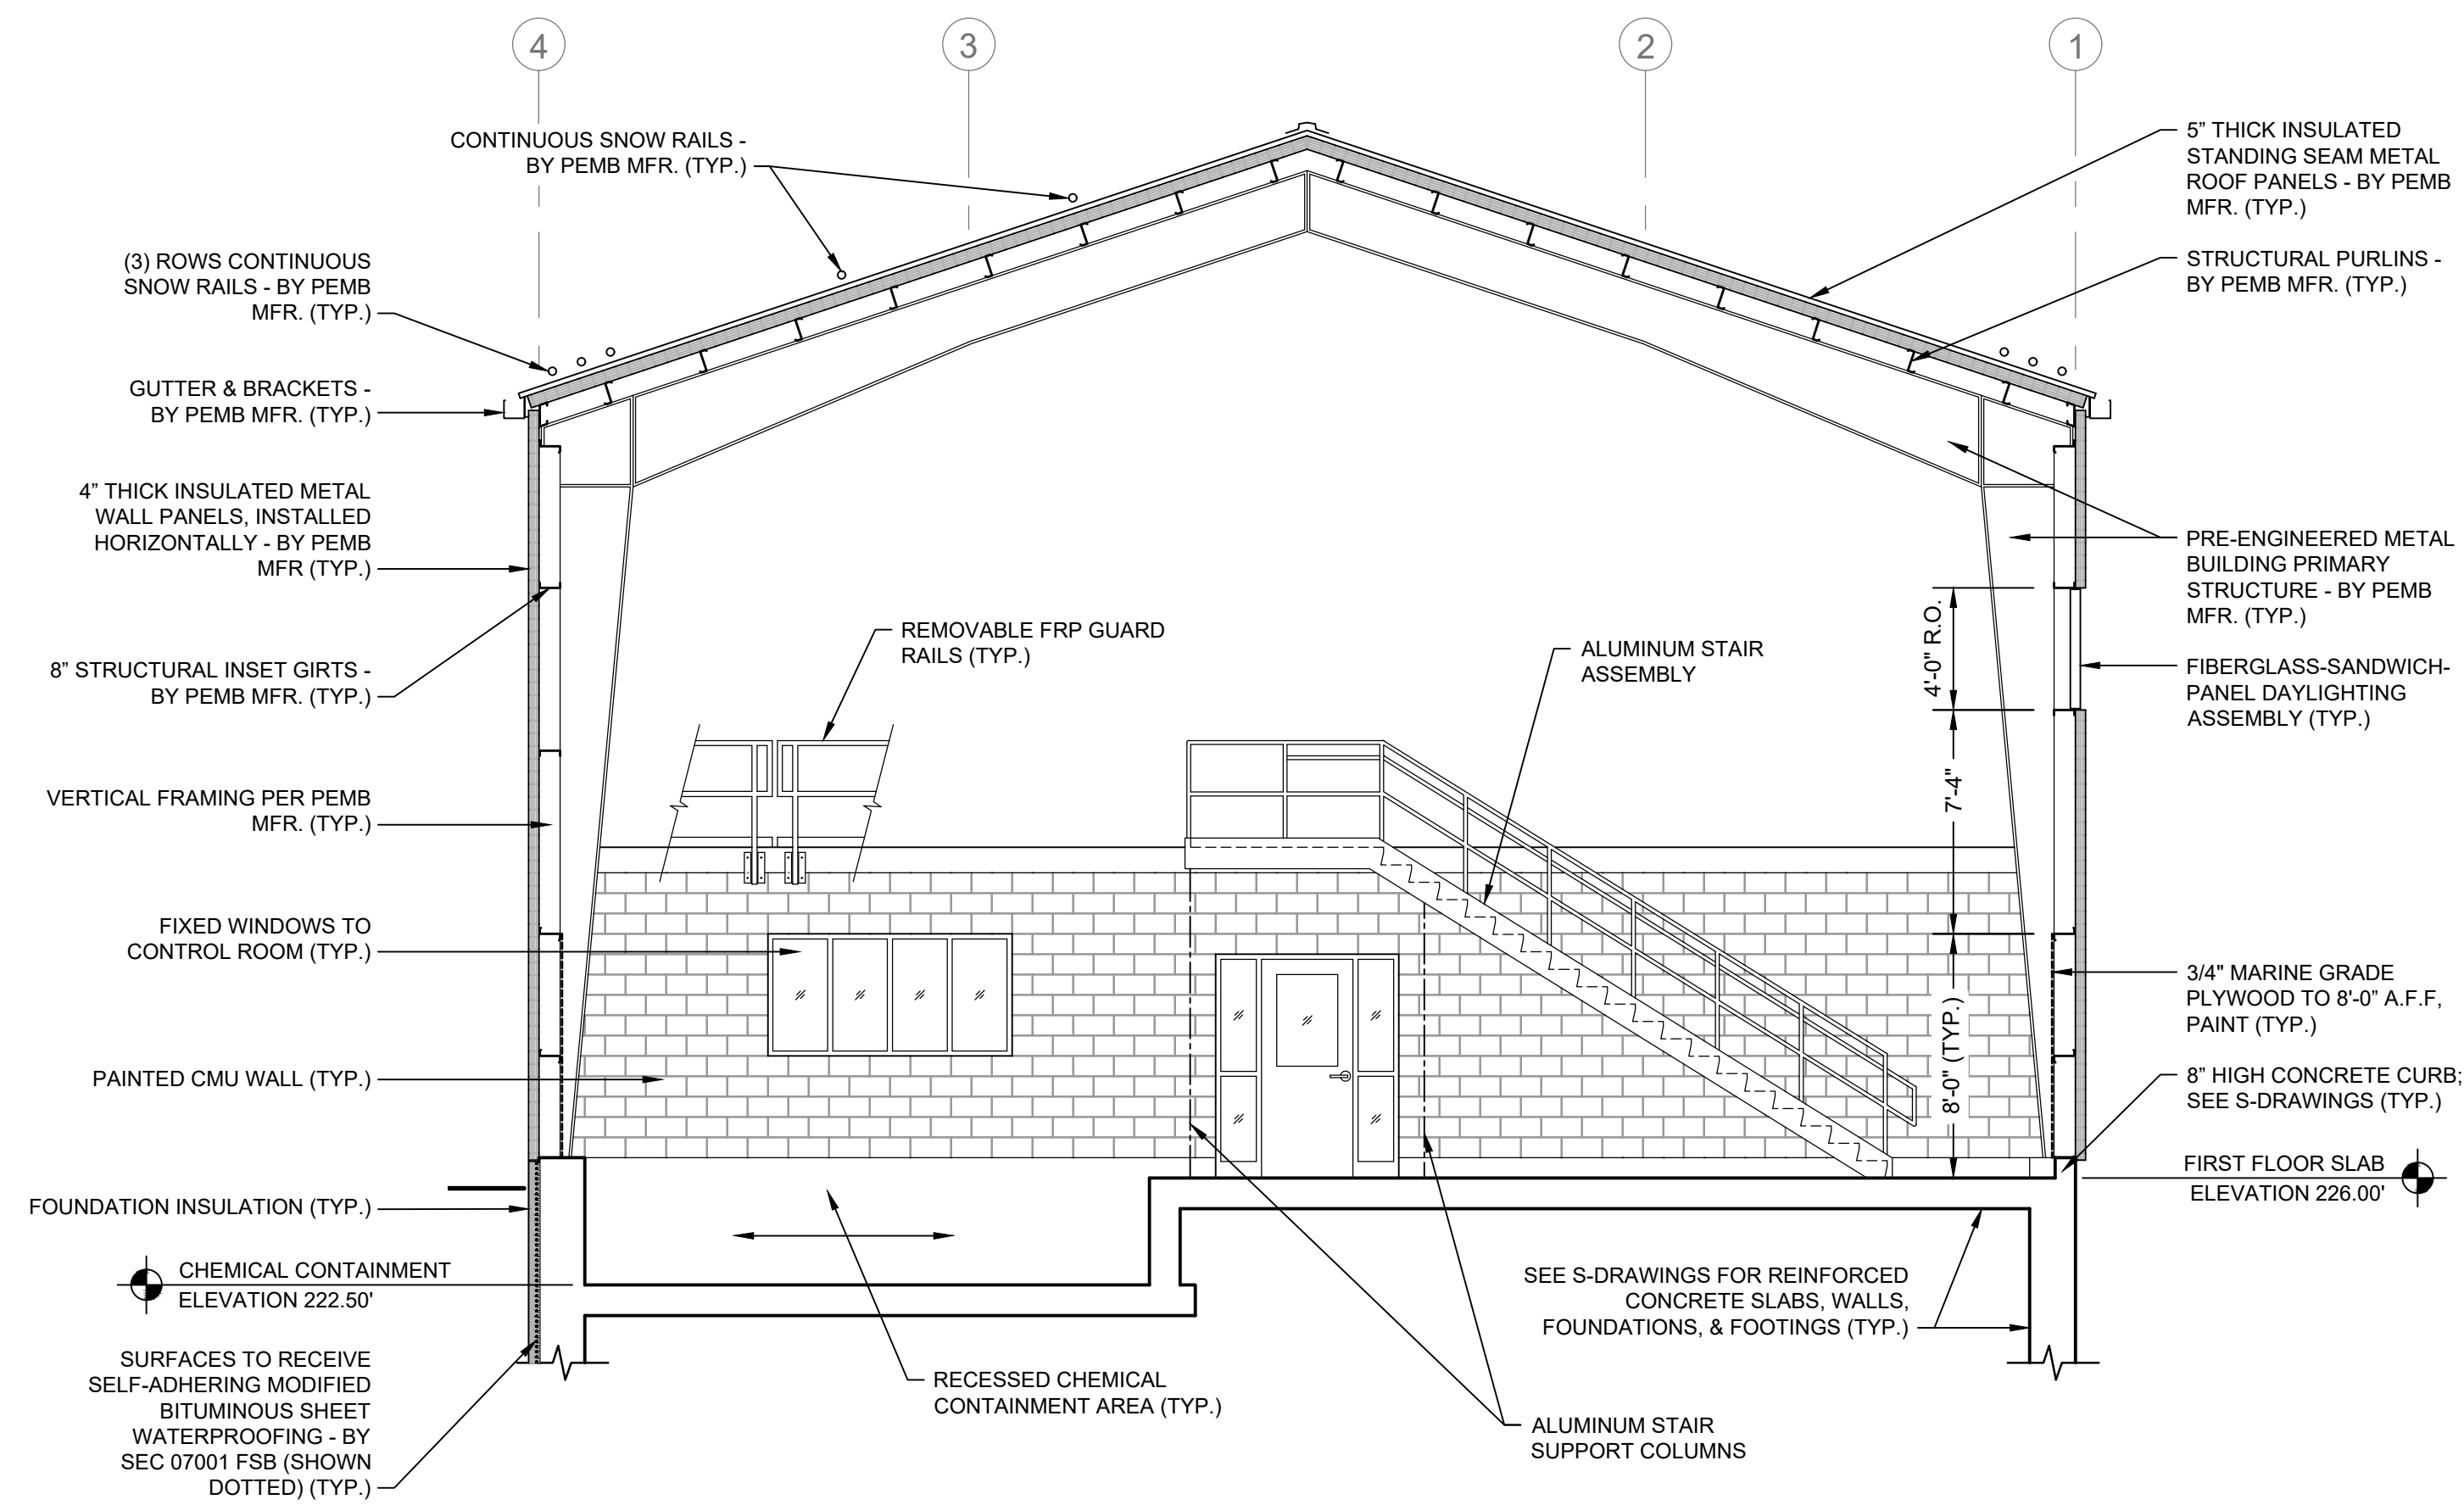 4
3
2
1
CONTINUOUS SNOW RAILS -
BY PEMB MFR. (TYP.)
(3) ROWS CONTINUOUS
SNOW RAILS - BY PEMB
MFR. (TYP.)
GUTTER & BRACKETS -
BY PEMB MFR. (TYP.)
4” THICK INSULATED METAL
WALL PANELS, INSTALLED
HORIZONTALLY - BY PEMB
MFR (TYP.)
8” STRUCTURAL INSET GIRTS -
BY PEMB MFR. (TYP.)
VERTICAL FRAMING PER PEMB
MFR. (TYP.)
FIXED WINDOWS TO
CONTROL ROOM (TYP.)
PAINTED CMU WALL (TYP.)
FOUNDATION INSULATION (TYP.)
CHEMICAL CONTAINMENT
ELEVATION 222.50'
SURFACES TO RECEIVE
SELF-ADHERING MODIFIED
BITUMINOUS SHEET
WATERPROOFING - BY
SEC 07001 FSB (SHOWN
DOTTED) (TYP.)
REMOVABLE FRP GUARD
RAILS (TYP.)
ALUMINUM STAIR
ASSEMBLY
4'-0" R.O.
7'-4"
8'-0" (TYP.)
RECESSED CHEMICAL
CONTAINMENT AREA (TYP.)
SEE S-DRAWINGS FOR REINFORCED
CONCRETE SLABS, WALLS,
FOUNDATIONS, & FOOTINGS (TYP.)
ALUMINUM STAIR
SUPPORT COLUMNS
5” THICK INSULATED
STANDING SEAM METAL
ROOF PANELS - BY PEMB
MFR. (TYP.)
STRUCTURAL PURLINS -
BY PEMB MFR. (TYP.)
PRE-ENGINEERED METAL
BUILDING PRIMARY
STRUCTURE - BY PEMB
MFR. (TYP.)
FIBERGLASS-SANDWICH-
PANEL DAYLIGHTING
ASSEMBLY (TYP.)
3/4" MARINE GRADE
PLYWOOD TO 8'-0” A.F.F,
PAINT (TYP.)
8” HIGH CONCRETE CURB;
SEE S-DRAWINGS (TYP.)
FIRST FLOOR SLAB
ELEVATION 226.00'